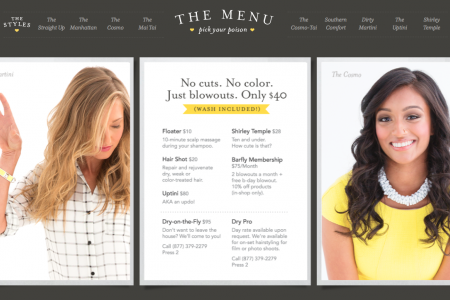 THE STYLES
The Straight Up
The Manhattan
The Cosmo
The Mai Tai
THE MENU
pick your poison
The Cosmo-Tai
Southern Comfort
Dirty Martini
The Uptini
Shirley Temple
The Cosmo
No cuts. No color.
Just blowouts. Only $40
(WASH INCLUDED!)
Floater $10
10-minute scalp massage
during your shampoo.
Hair Shot $20
Repair and rejuvenate
dry, weak or
color-treated hair.
Uptini $80
AKA an updo!
Shirley Temple $28
Ten and under.
How cute is that?
Barfly Membership
$75/Month
2 blowouts a month +
free b-day blowout.
10% off products
(in-shop only).
Dry-on-the-Fly $95
Don't want to leave the
house? We'll come to you!
Call (877) 379-2279
Press 2
Dry Pro
Day rate available upon
request. We're available
for on-set hairstyling for
film or photo shoots.
Call (877) 379-2279
Press 2